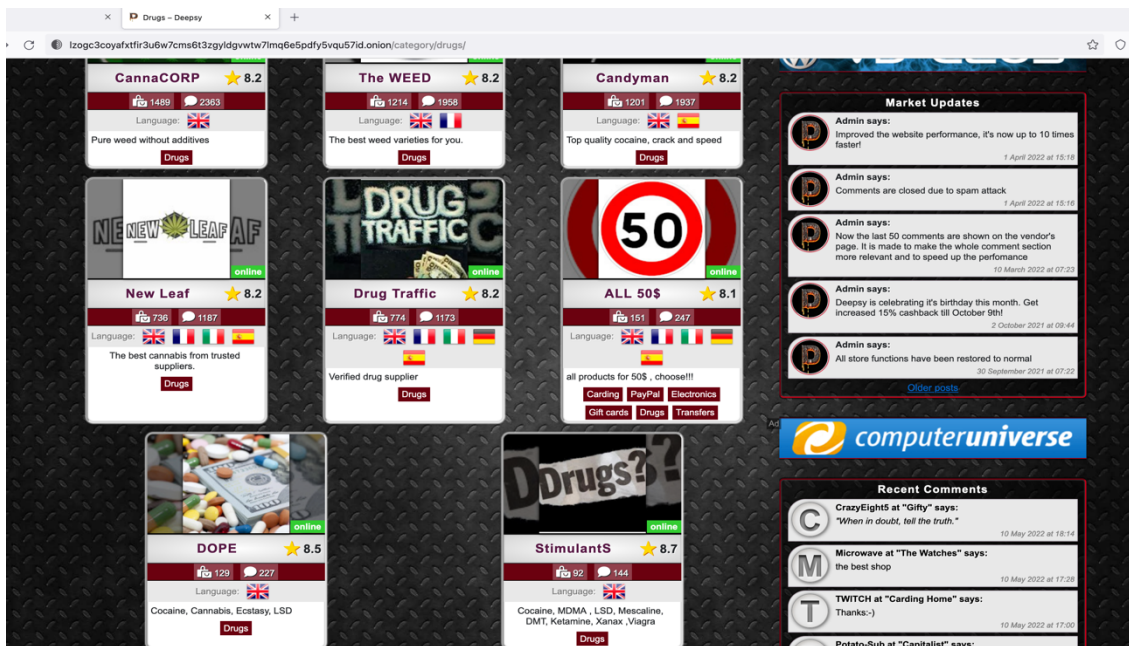 Drugs – Deepsy
lzogc3coyafxtfir3u6w7cms6t3zgyldgvwtw7lmq6e5pdfy5vqu57id.onion/category/drugs/
CannaCORP 8.2
1489 2363
Language:
Pure weed without additives
Drugs
The WEED 8.2
1214 1958
Language:
The best weed varieties for you.
Drugs
Candyman 8.2
1201 1937
Language:
Top quality cocaine, crack and speed
Drugs
NEW LEAF
online
New Leaf 8.2
736 1187
Language:
The best cannabis from trusted
suppliers.
Drugs
DRUG
TRAFFIC
online
Drug Traffic 8.2
774 1173
Language:
Verified drug supplier
Drugs
50
online
ALL 50$ 8.1
151 247
Language:
all products for 50$ , choose!!!
Carding PayPal Electronics
Gift cards Drugs Transfers
online
DOPE 8.5
129 227
Language:
Cocaine, Cannabis, Ecstasy, LSD
Drugs
Drugs?
online
StimulantS 8.7
92 144
Language:
Cocaine, MDMA , LSD, Mescaline,
DMT, Ketamine, Xanax ,Viagra
Drugs
Market Updates
Admin says:
Improved the website performance, it's now up to 10 times
faster!
1 April 2022 at 15:18
Admin says:
Comments are closed due to spam attack
1 April 2022 at 15:16
Admin says:
Now the last 50 comments are shown on the vendor's
page. It is made to make the whole comment section
more relevant and to speed up the perfomance
10 March 2022 at 07:23
Admin says:
Deepsy is celebrating it's birthday this month. Get
increased 15% cashback till October 9th!
2 October 2021 at 09:44
Admin says:
All store functions have been restored to normal
30 September 2021 at 07:22
Older posts
Ad
computeruniverse
Recent Comments
C
CrazyEight5 at "Gifty" says:
"When in doubt, tell the truth."
10 May 2022 at 18:14
M
Microwave at "The Watches" says:
the best shop
10 May 2022 at 17:28
T
TWITCH at "Carding Home" says:
Thanks:-)
10 May 2022 at 17:00
Potato-Sub at "Capitalist" says: